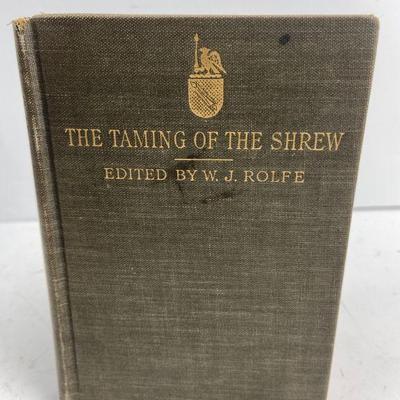 THE TAMING OF THE SHREW
EDITED BY W. J. ROLFE